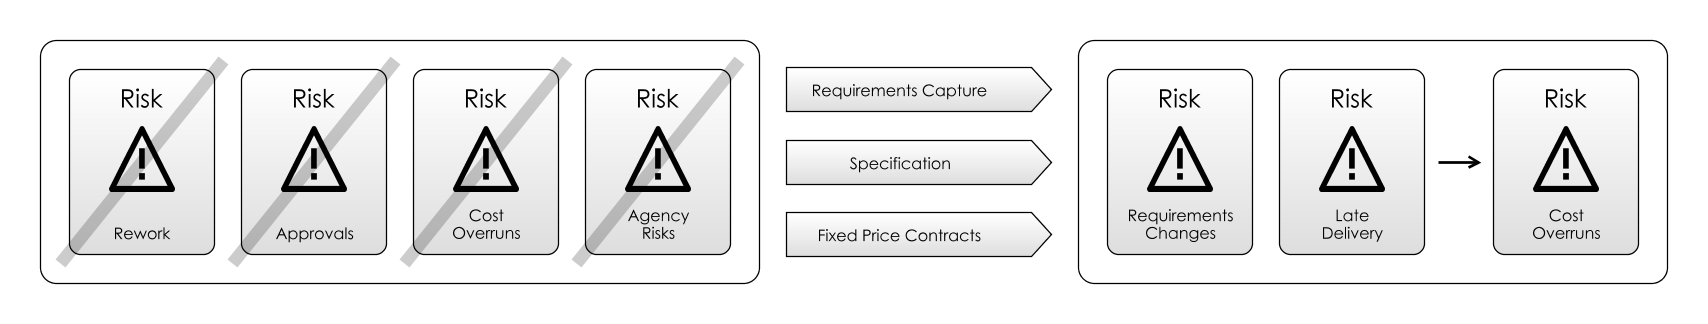 Risk
Rework
Risk
Approvals
Risk
Cost
Overruns
Risk
Agency
Risks
Requirements Capture
Specification
Fixed Price Contracts
Risk
Requirements
Changes
Risk
Late
Delivery
Risk
Cost
Overruns